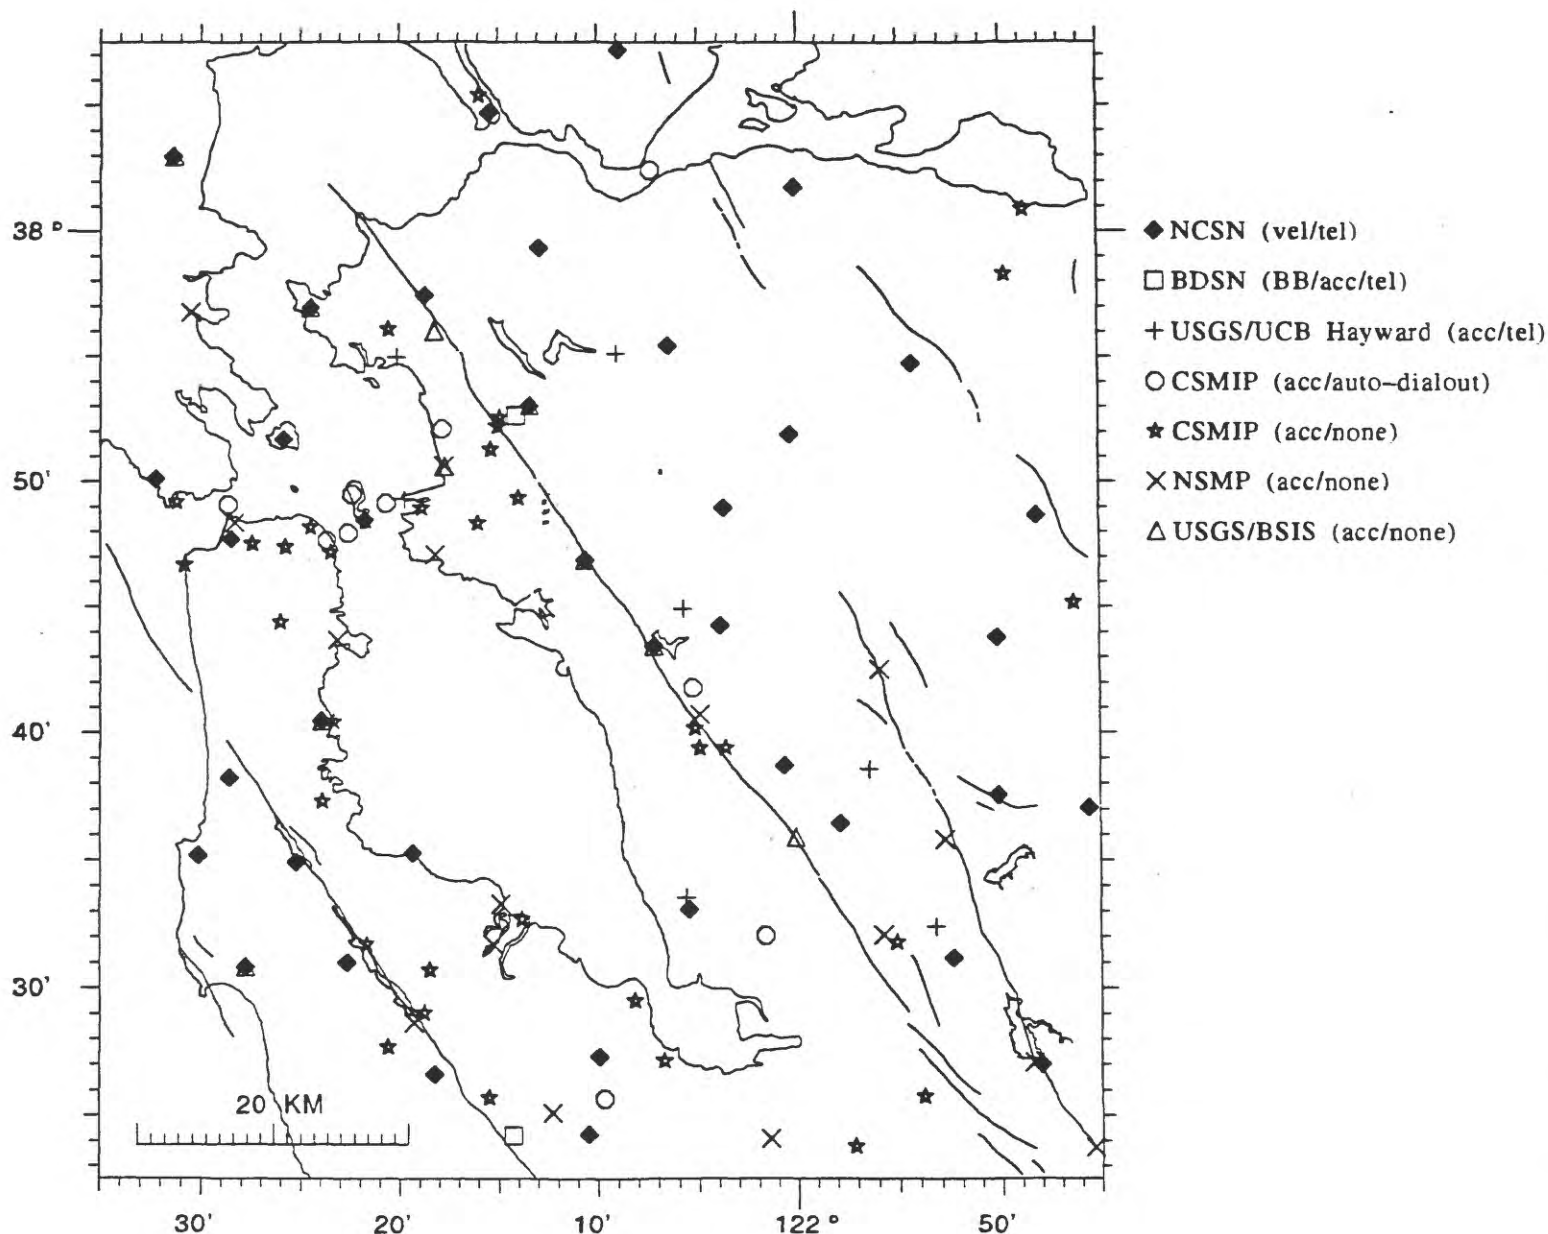 38 °
50'
40'
30'
20 KM
30'
20'
10'
122 °
50'
NCSN (vel/tel)
BDSN (BB/acc/tel)
USGS/UCB Hayward (acc/tel)
CSMIP (acc/auto-dialout)
CSMIP (acc/none)
NSMP (acc/none)
USGS/BSIS (acc/none)